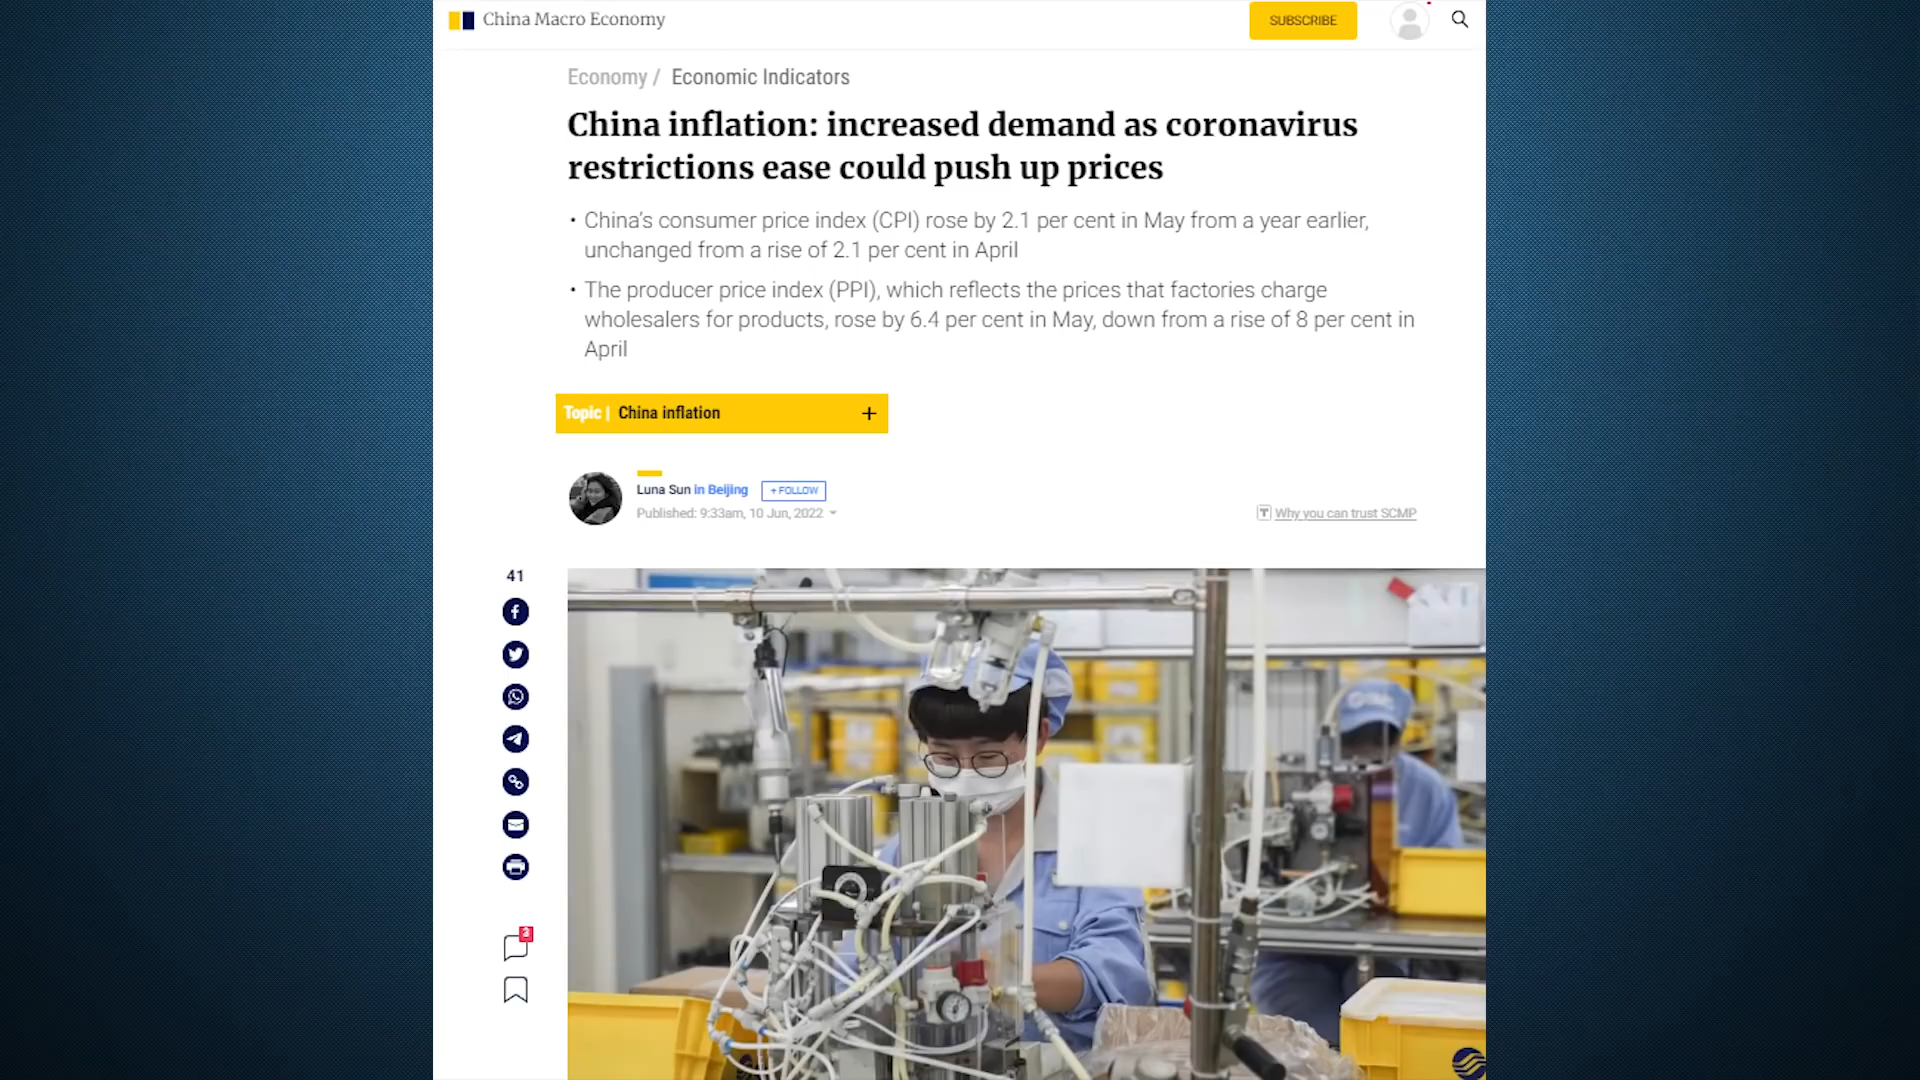 China Macro Economy
SUBSCRIBE
Economy / Economic Indicators
China inflation: increased demand as coronavirus
restrictions ease could push up prices
• China's consumer price index (CPI) rose by 2.1 per cent in May from a year earlier,
unchanged from a rise of 2.1 per cent in April
• The producer price index (PPI), which reflects the prices that factories charge
wholesalers for products, rose by 6.4 per cent in May, down from a rise of 8 per cent in
April
Topic | China inflation +
Luna Sun in Beijing + FOLLOW
Published: 9:33am, 10 Jun, 2022
T Why you can trust SCMP
41